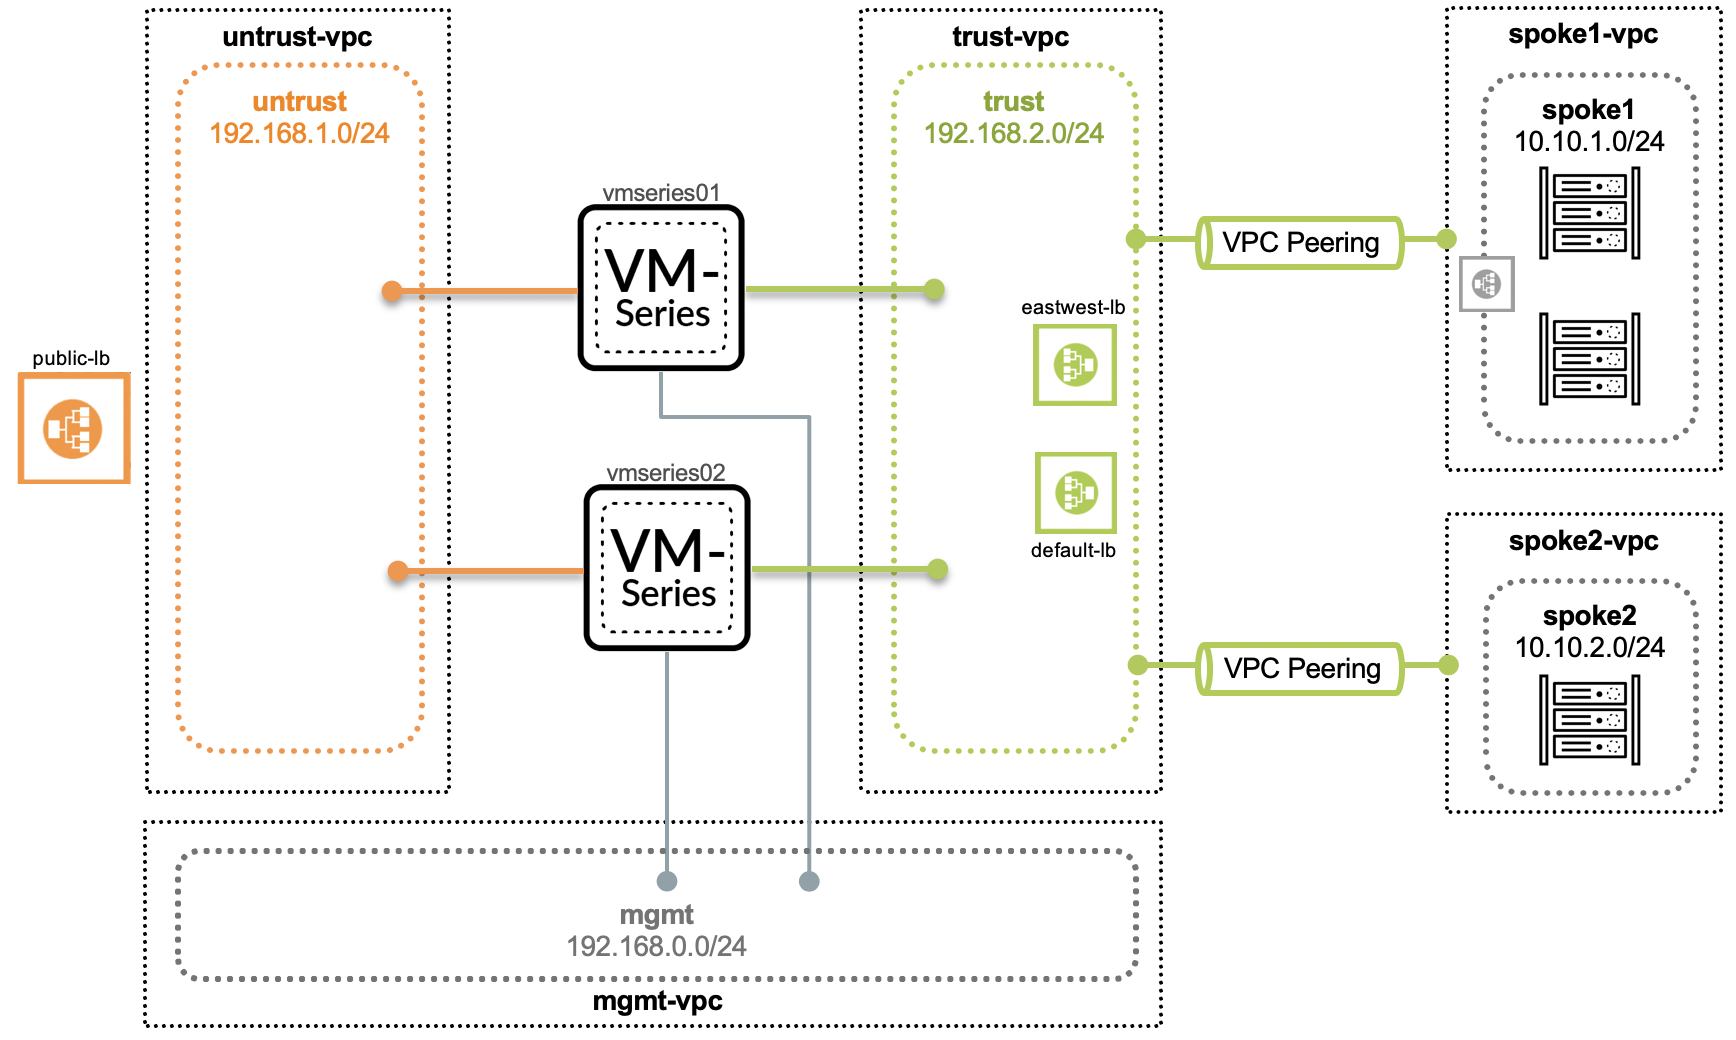 untrust-vpc
untrust
192.168.1.0/24
public-lb
vmseries01
VM-
Series
vmseries02
VM-
Series
trust-vpc
trust
192.168.2.0/24
eastwest-lb
default-lb
VPC Peering
VPC Peering
spoke1-vpc
spoke1
10.10.1.0/24
spoke2-vpc
spoke2
10.10.2.0/24
mgmt
192.168.0.0/24
mgmt-vpc